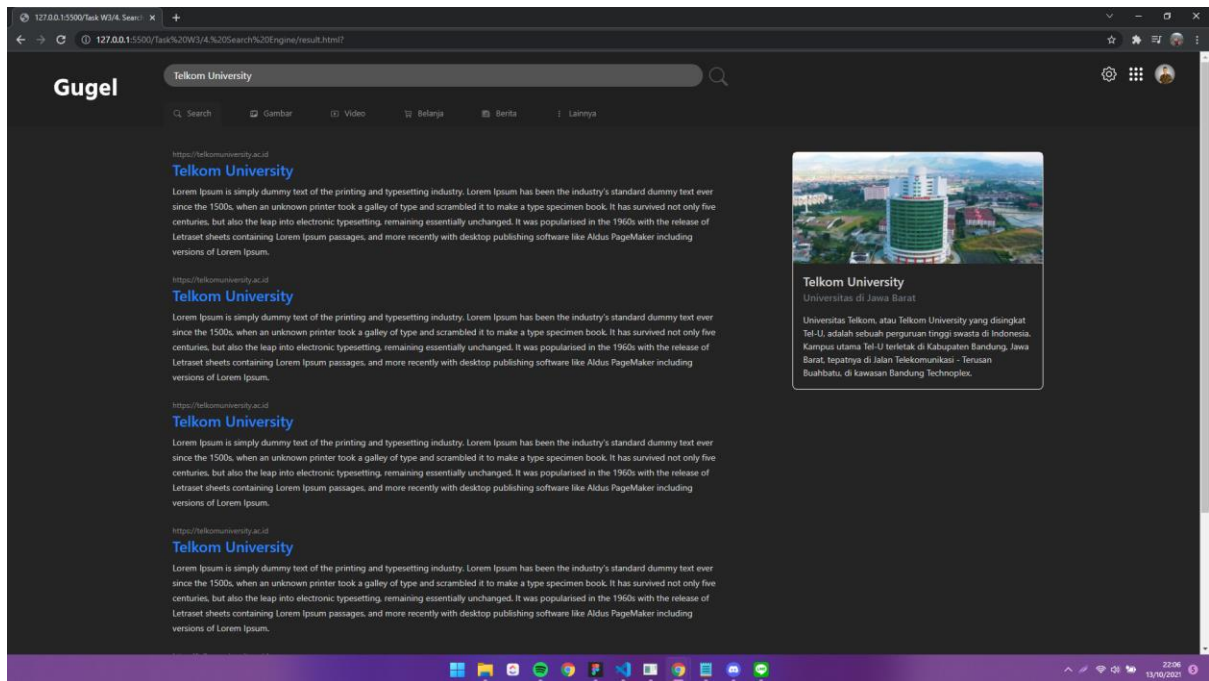 127.0.0.1:5500/Task W3/4. Search
127.0.0.1:5500/Task%20W3/4.%20Search%20Engine/result.html?
Gugel
Telkom University
Search Gambar Video Belanja Berita Lainnya
https://telkomuniversity.ac.id
Telkom University
Lorem Ipsum is simply dummy text of the printing and typesetting industry. Lorem Ipsum has been the industry's standard dummy text ever
since the 1500s, when an unknown printer took a galley of type and scrambled it to make a type specimen book. It has survived not only five
centuries, but also the leap into electronic typesetting, remaining essentially unchanged. It was popularised in the 1960s with the release of
Letraset sheets containing Lorem Ipsum passages, and more recently with desktop publishing software like Aldus PageMaker including
versions of Lorem Ipsum.
https://telkomuniversity.ac.id
Telkom University
Lorem Ipsum is simply dummy text of the printing and typesetting industry. Lorem Ipsum has been the industry's standard dummy text ever
since the 1500s, when an unknown printer took a galley of type and scrambled it to make a type specimen book. It has survived not only five
centuries, but also the leap into electronic typesetting, remaining essentially unchanged. It was popularised in the 1960s with the release of
Letraset sheets containing Lorem Ipsum passages, and more recently with desktop publishing software like Aldus PageMaker including
versions of Lorem Ipsum.
https://telkomuniversity.ac.id
Telkom University
Lorem Ipsum is simply dummy text of the printing and typesetting industry. Lorem Ipsum has been the industry's standard dummy text ever
since the 1500s, when an unknown printer took a galley of type and scrambled it to make a type specimen book. It has survived not only five
centuries, but also the leap into electronic typesetting, remaining essentially unchanged. It was popularised in the 1960s with the release of
Letraset sheets containing Lorem Ipsum passages, and more recently with desktop publishing software like Aldus PageMaker including
versions of Lorem Ipsum.
https://telkomuniversity.ac.id
Telkom University
Lorem Ipsum is simply dummy text of the printing and typesetting industry. Lorem Ipsum has been the industry's standard dummy text ever
since the 1500s, when an unknown printer took a galley of type and scrambled it to make a type specimen book. It has survived not only five
centuries, but also the leap into electronic typesetting, remaining essentially unchanged. It was popularised in the 1960s with the release of
Letraset sheets containing Lorem Ipsum passages, and more recently with desktop publishing software like Aldus PageMaker including
versions of Lorem Ipsum.
Telkom University
Universitas di Jawa Barat
Universitas Telkom, atau Telkom University yang disingkat
Tel-U, adalah sebuah perguruan tinggi swasta di Indonesia.
Kampus utama Tel-U terletak di Kabupaten Bandung, Jawa
Barat, tepatnya di Jalan Telekomunikasi - Terusan
Buahbatu, di kawasan Bandung Technoplex.
22:06
13/10/2021